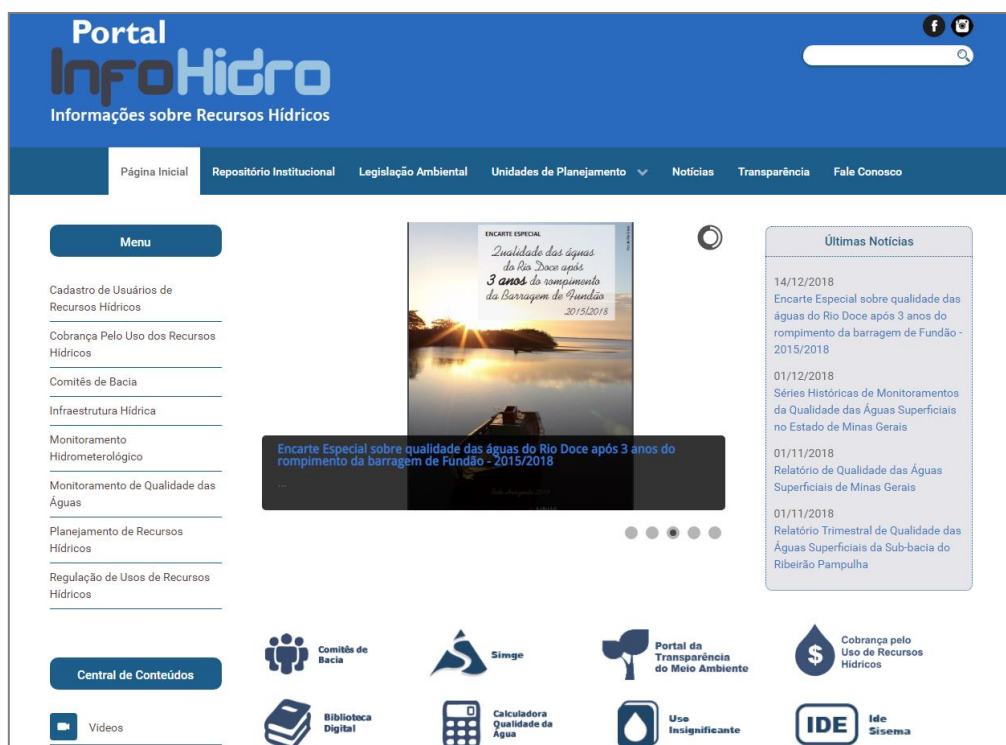 Portal
InfoHidro
Informações sobre Recursos Hídricos
Página Inicial
Repositório Institucional
Legislação Ambiental
Unidades de Planejamento
Notícias
Transparência
Fale Conosco
Menu
Cadastro de Usuários de
Recursos Hídricos
Cobrança Pelo Uso dos Recursos
Hídricos
Comitês de Bacia
Infraestrutura Hídrica
Monitoramento
Hidrometerológico
Monitoramento de Qualidade das
Águas
Planejamento de Recursos
Hídricos
Regulação de Usos de Recursos
Hídricos
Central de Conteúdos
Vídeos
ENCARTE ESPECIAL
Qualidade das águas
do Rio Doce após
3 anos do rompimento
da Barragem de Fundão
2015/2018
Encarte Especial sobre qualidade das águas do Rio Doce após 3 anos do
rompimento da barragem de Fundão - 2015/2018
...
Últimas Notícias
14/12/2018
Encarte Especial sobre qualidade das
águas do Rio Doce após 3 anos do
rompimento da barragem de Fundão -
2015/2018
01/12/2018
Séries Históricas de Monitoramentos
da Qualidade das Águas Superficiais
no Estado de Minas Gerais
01/11/2018
Relatório de Qualidade das Águas
Superficiais de Minas Gerais
01/11/2018
Relatório Trimestral de Qualidade das
Águas Superficiais da Sub-bacia do
Ribeirão Pampulha
Comitês de
Bacia
Simge
Portal da
Transparência
do Meio Ambiente
$
Cobrança pelo
Uso de Recursos
Hídricos
Biblioteca
Digital
Calculadora
Qualidade da
Água
Uso
Insignificante
IDE
Ide
Sisema